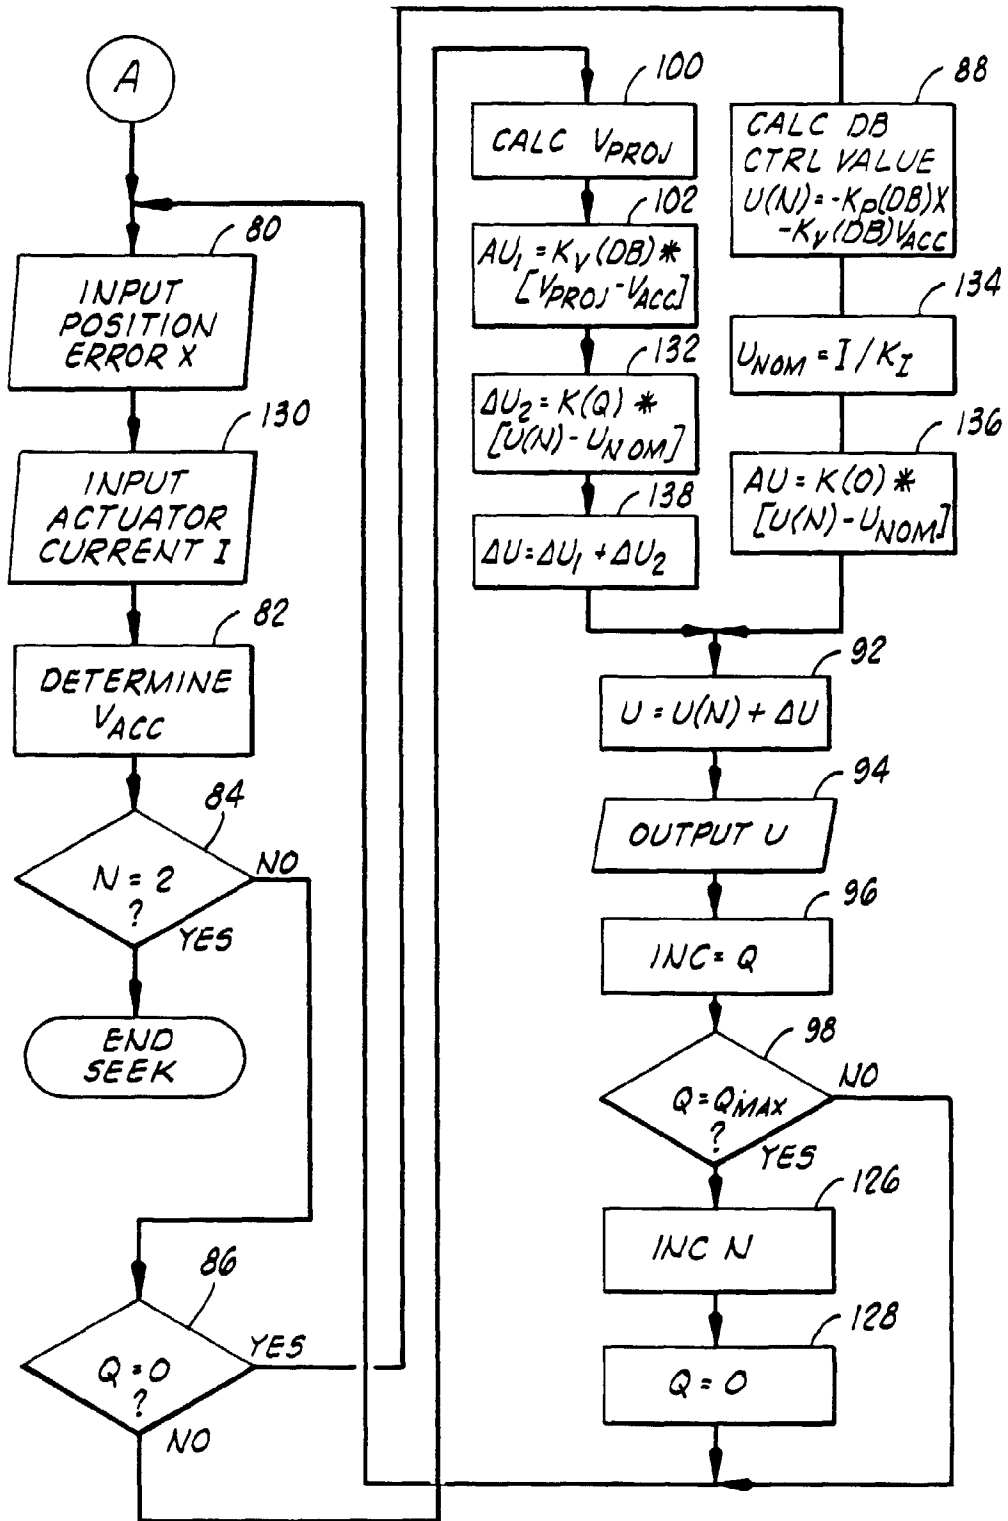 A
80
INPUT
POSITION
ERROR X
130
INPUT
ACTUATOR
CURRENT I
82
DETERMINE
VACC
84
N = 2
?
NO
YES
END
SEEK
86
Q = 0
?
YES
NO
100
CALC VPROJ
102
AU1 = KV (DB) *
[VPROJ - VACC]
132
ΔU2 = K(Q) *
[U(N) - UNOM]
138
ΔU = ΔU1 + ΔU2
88
CALC DB
CTRL VALUE
U(N) = -KP(DB)X
-KV(DB)VACC
134
UNOM = I / KI
136
AU = K(O) *
[U(N) - UNOM]
92
U = U(N) + ΔU
94
OUTPUT U
96
INC = Q
98
Q = QMAX
?
NO
YES
126
INC N
128
Q = 0